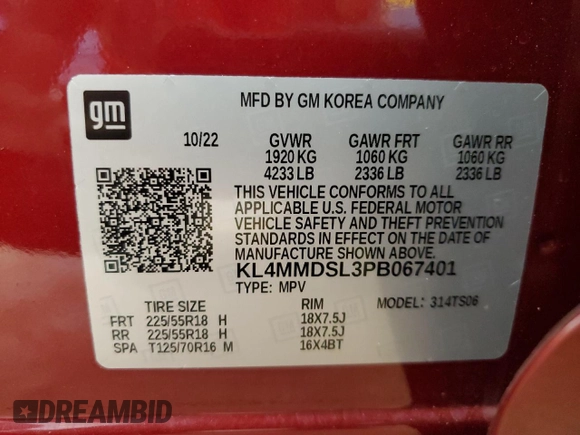 gm
MFD BY GM KOREA COMPANY
10/22 GVWR GAWR FRT GAWR RR
1920 KG 1060 KG 1060 KG
4233 LB 2336 LB 2336 LB
THIS VEHICLE CONFORMS TO ALL
APPLICABLE U.S. FEDERAL MOTOR
VEHICLE SAFETY AND THEFT PREVENTION
STANDARDS IN EFFECT ON THE DATE OF
MANUFACTURE SHOWN ABOVE.
KL4MMDSL3PB067401
TYPE: MPV MODEL: 314TS06
TIRE SIZE RIM
FRT 225/55R18 H 18X7.5J
RR 225/55R18 H 18X7.5J
SPA T125/70R16 M 16X4BT
DREAMBID